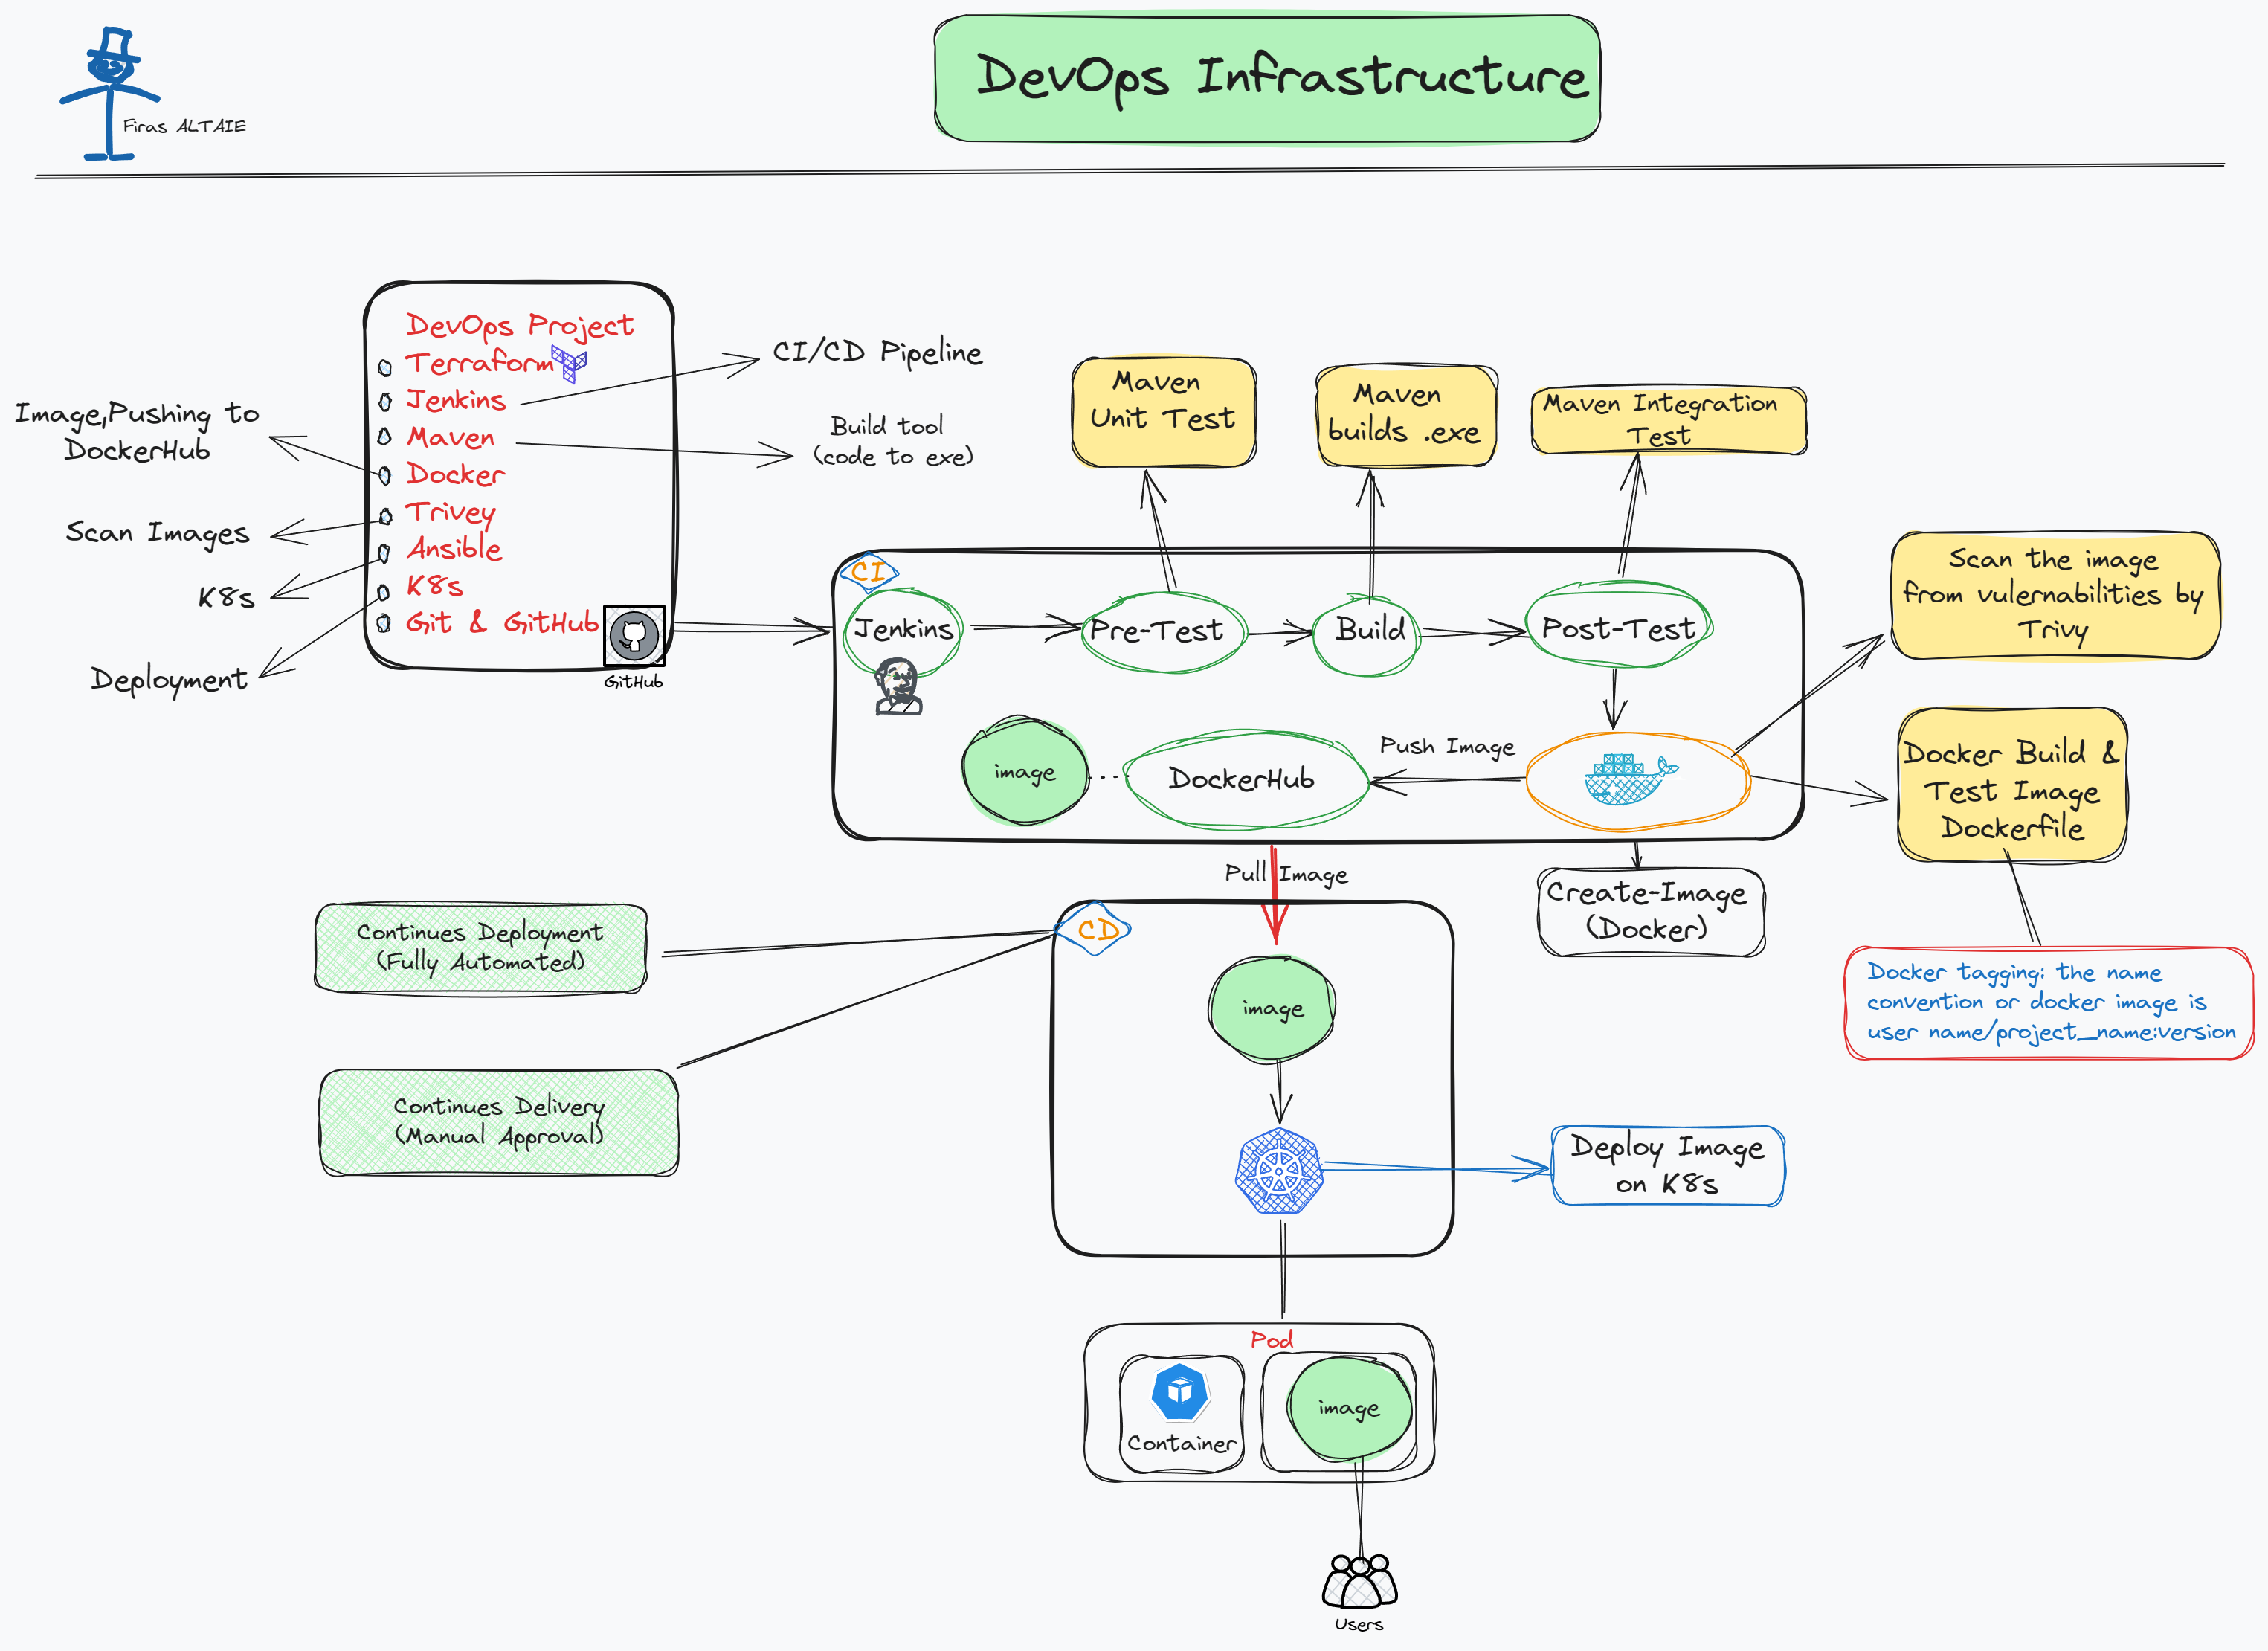 DevOps Infrastructure
Firas ALTAIE
DevOps Project
Terraform
Jenkins
Maven
Docker
Trivey
Ansible
K8s
Git & GitHub
GitHub
CI/CD Pipeline
Build tool
(code to exe)
Image,Pushing to
DockerHub
Scan Images
K8s
Deployment
Maven
Unit Test
Maven
builds .exe
Maven Integration
Test
CI
Jenkins
Pre-Test
Build
Post-Test
Scan the image
from vulernabilities by
Trivy
image
DockerHub
Push Image
Docker Build &
Test Image
Dockerfile
Pull Image
Create-Image
(Docker)
Docker tagging: the name
convention or docker image is
user name/project_name:version
Continues Deployment
(Fully Automated)
CD
image
Continues Delivery
(Manual Approval)
Deploy Image
on K8s
Pod
Container
image
Users